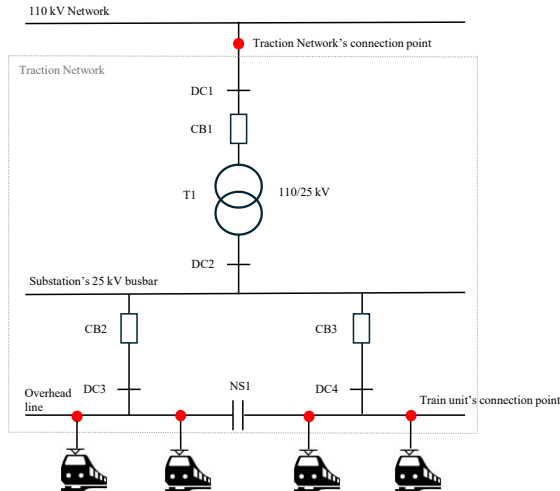 110 kV Network
Traction Network's connection point
Traction Network
DC1
CB1
T1
110/25 kV
DC2
Substation's 25 kV busbar
CB2
CB3
DC3
NS1
DC4
Overhead
line
Train unit's connection point